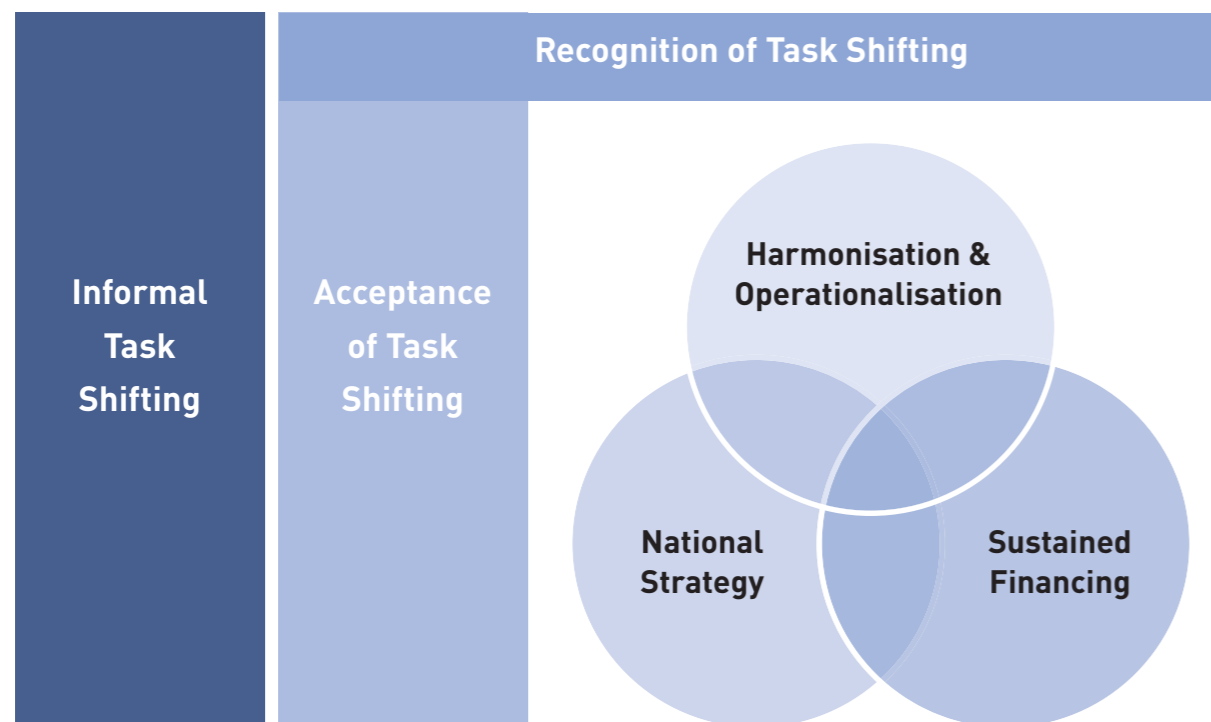 Recognition of Task Shifting
Informal
Task
Shifting
Acceptance
of Task
Shifting
Harmonisation &
Operationalisation
National
Strategy
Sustained
Financing